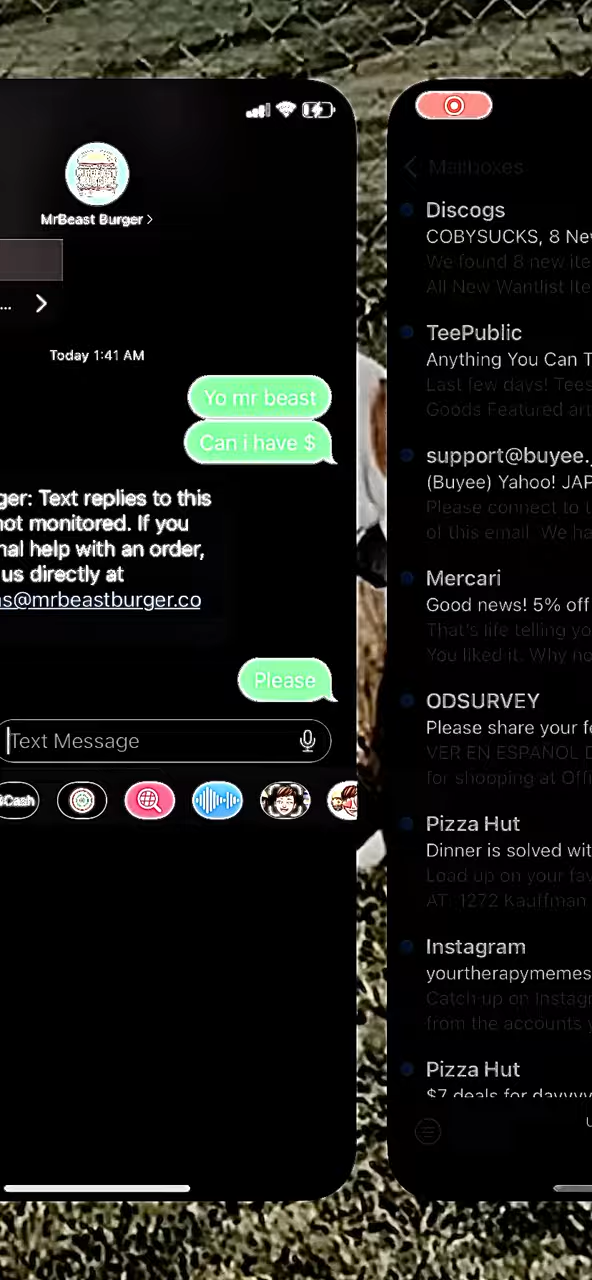 MrBeast Burger >
... >
Today 1:41 AM
Yo mr beast
Can i have $
ger: Text replies to this
not monitored. If you
nal help with an order,
us directly at
ns@mrbeastburger.co
Please
Text Message
Cash
Mailboxes
Discogs
COBYSUCKS, 8 Ne
We found 8 new ite
All New Wantlist Ite
TeePublic
Anything You Can T
Last few days! Tees
Goods Featured art
support@buyee.
(Buyee) Yahoo! JAP
Please connect to t
of this email. We ha
Mercari
Good news! 5% off
That's life telling yo
You liked it. Why no
ODSURVEY
Please share your fe
VER EN ESPAÑOL D
for shopping at Offi
Pizza Hut
Dinner is solved wit
Load up on your fav
AT: 1272 Kauffman
Instagram
yourtherapymemes
Catch up on Instagr
from the accounts y
Pizza Hut
$7 deals for dayyyy